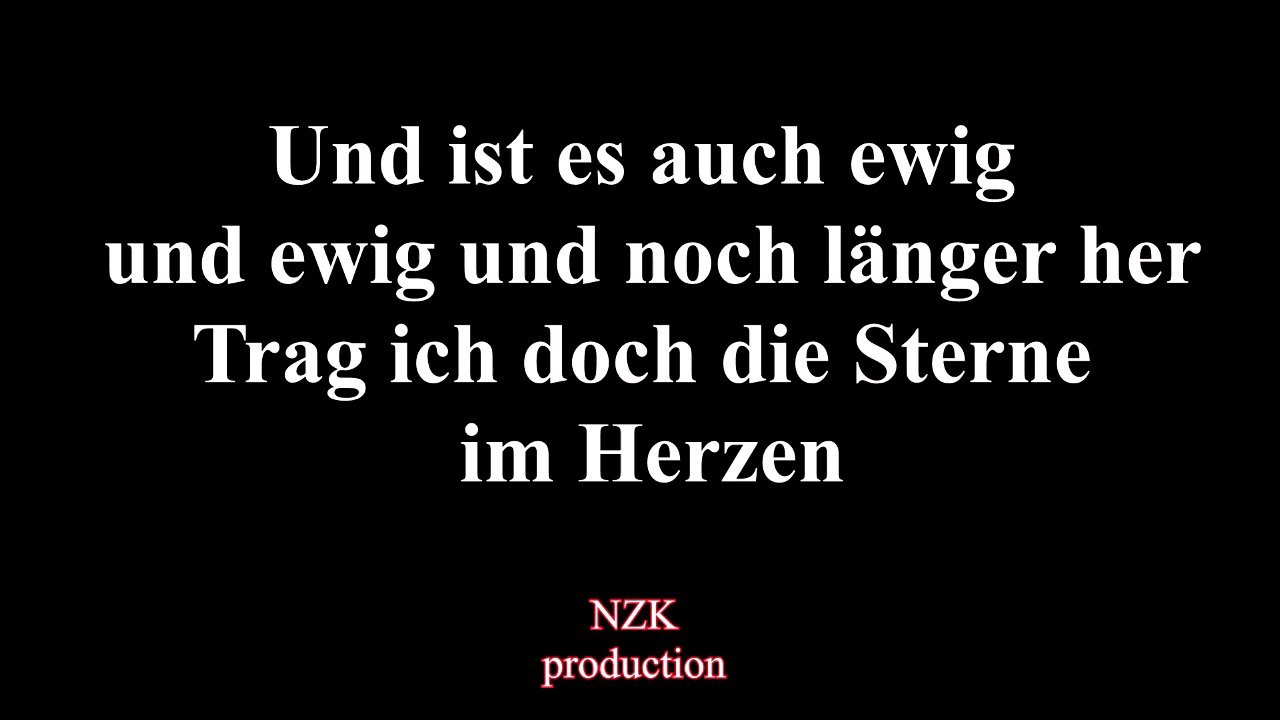 Und ist es auch ewig
und ewig und noch länger her
Trag ich doch die Sterne
im Herzen
NZK
production